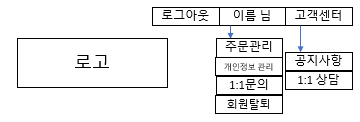 로그아웃 이름 님 고객센터
로고
주문관리
개인정보 관리
1:1문의
회원탈퇴
공지사항
1:1 상담